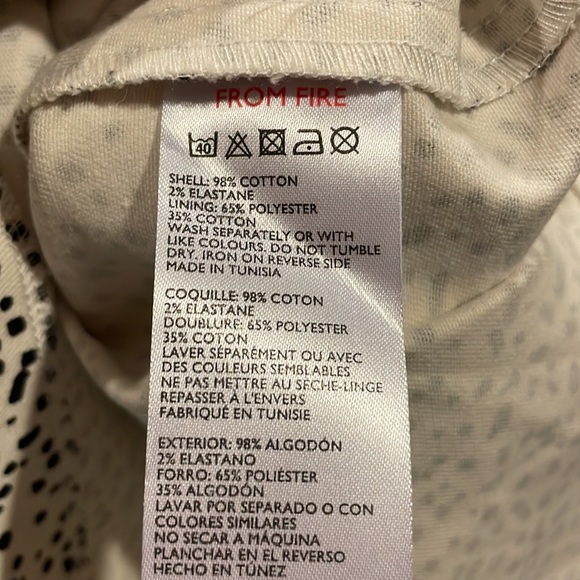 FROM FIRE
40
SHELL: 98% COTTON
2% ELASTANE
LINING: 65% POLYESTER
35% COTTON
WASH SEPARATELY OR WITH
LIKE COLOURS. DO NOT TUMBLE
DRY. IRON ON REVERSE SIDE
MADE IN TUNISIA
COQUILLE: 98% COTON
2% ELASTANE
DOUBLURE: 65% POLYESTER
35% COTON
LAVER SÉPARÉMENT OU AVEC
DES COULEURS SEMBLABLES
NE PAS METTRE AU SÈCHE-LINGE
REPASSER À L'ENVERS
FABRIQUÉ EN TUNISIE
EXTERIOR: 98% ALGODÓN
2% ELASTANO
FORRO: 65% POLIÉSTER
35% ALGODÓN
LAVAR POR SEPARADO O CON
COLORES SIMILARES
NO SECAR A MÁQUINA
PLANCHAR EN EL REVERSO
HECHO EN TÚNEZ